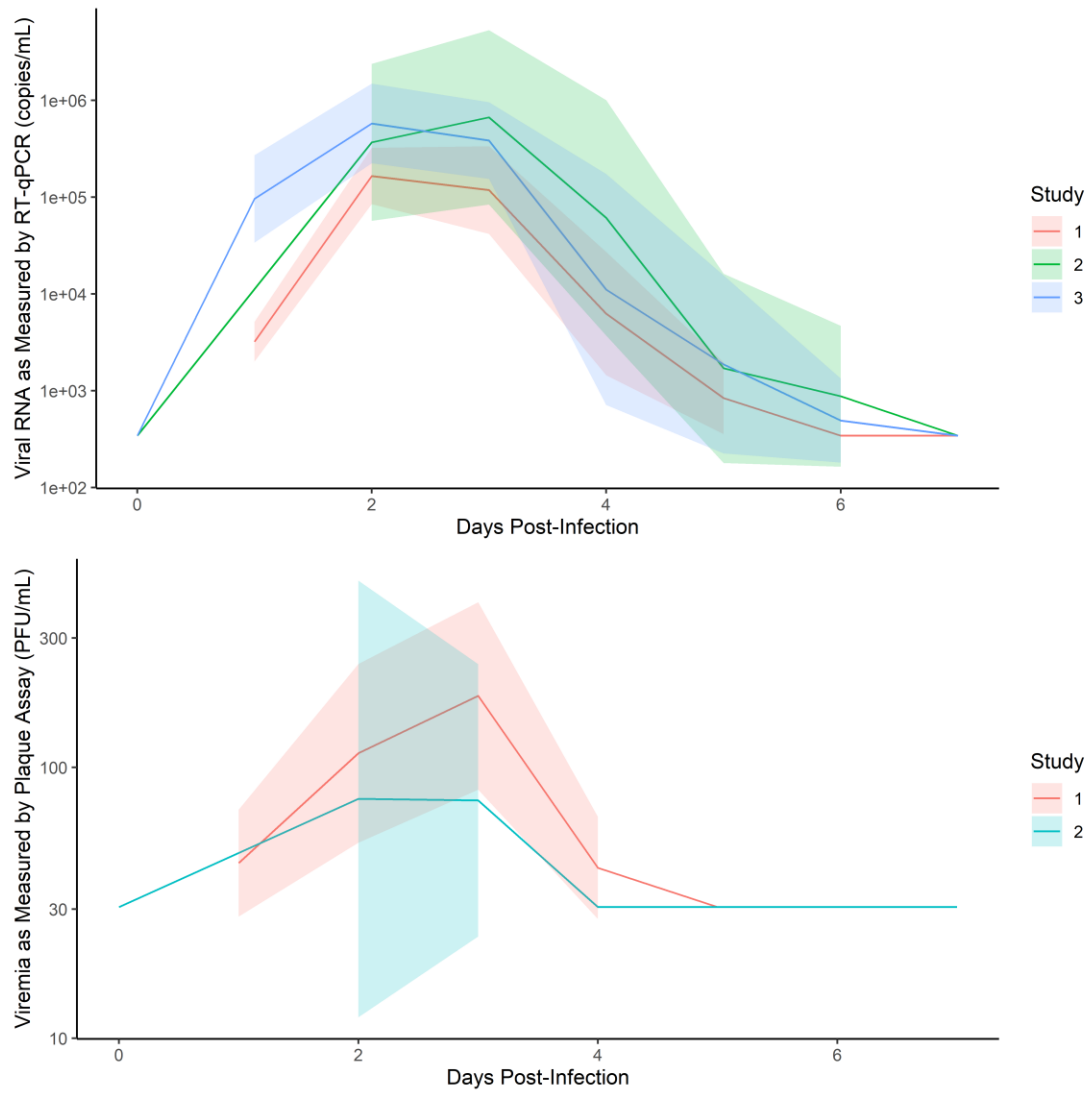 Viral RNA as Measured by RT-qPCR (copies/mL)
1e+06
1e+05
1e+04
1e+03
1e+02
0
2
4
6
Days Post-Infection
Study
1
2
3
Viremia as Measured by Plaque Assay (PFU/mL)
300
100
30
10
0
2
4
6
Days Post-Infection
Study
1
2